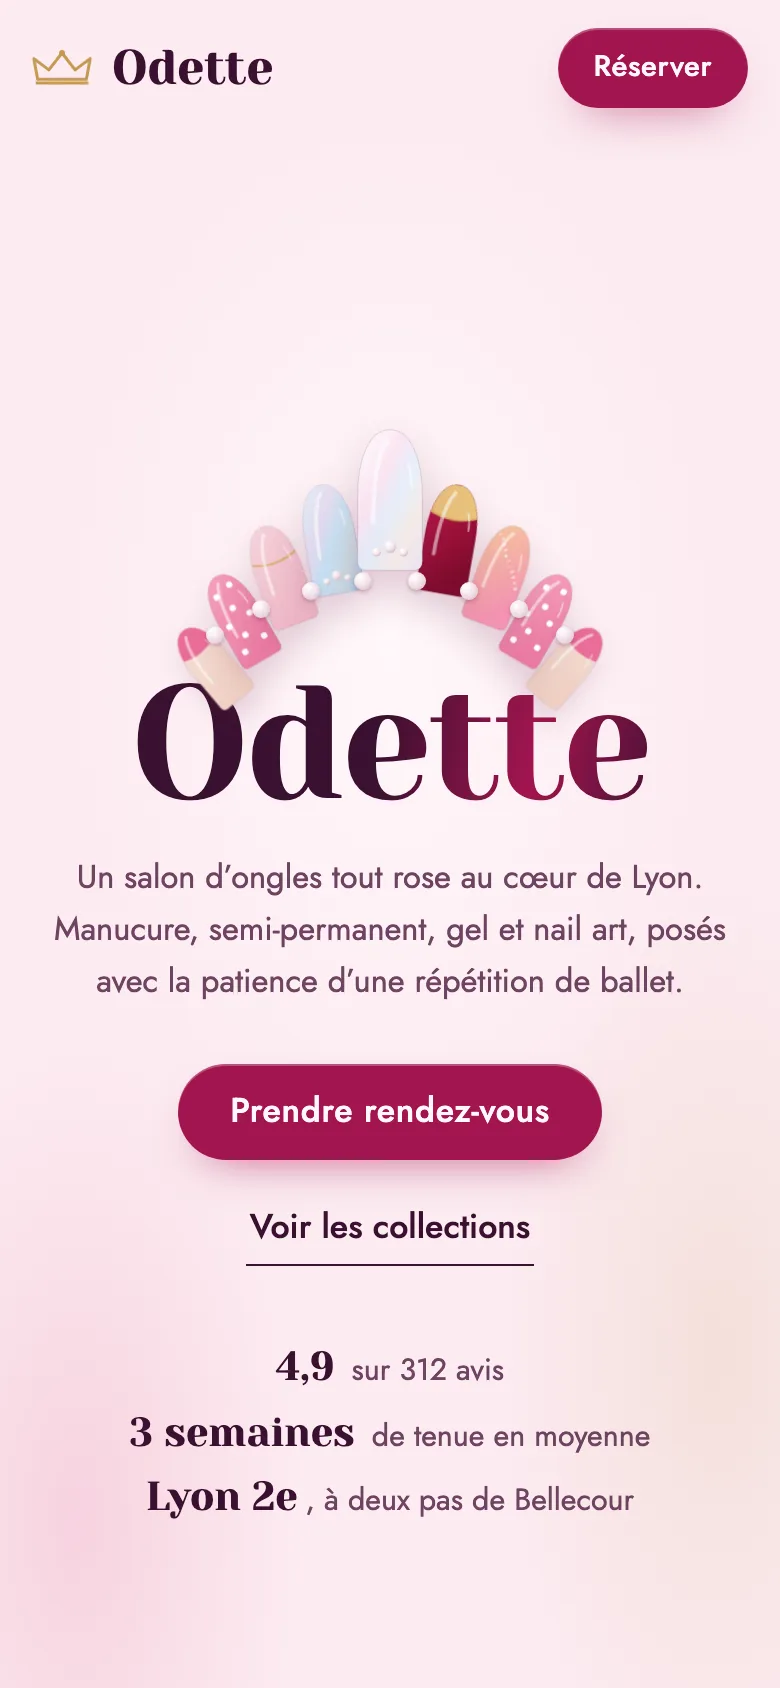 Odette
Réserver
Odette
Un salon d’ongles tout rose au cœur de Lyon.
Manucure, semi-permanent, gel et nail art, posés
avec la patience d’une répétition de ballet.
Prendre rendez-vous
Voir les collections
4,9 sur 312 avis
3 semaines de tenue en moyenne
Lyon 2e , à deux pas de Bellecour